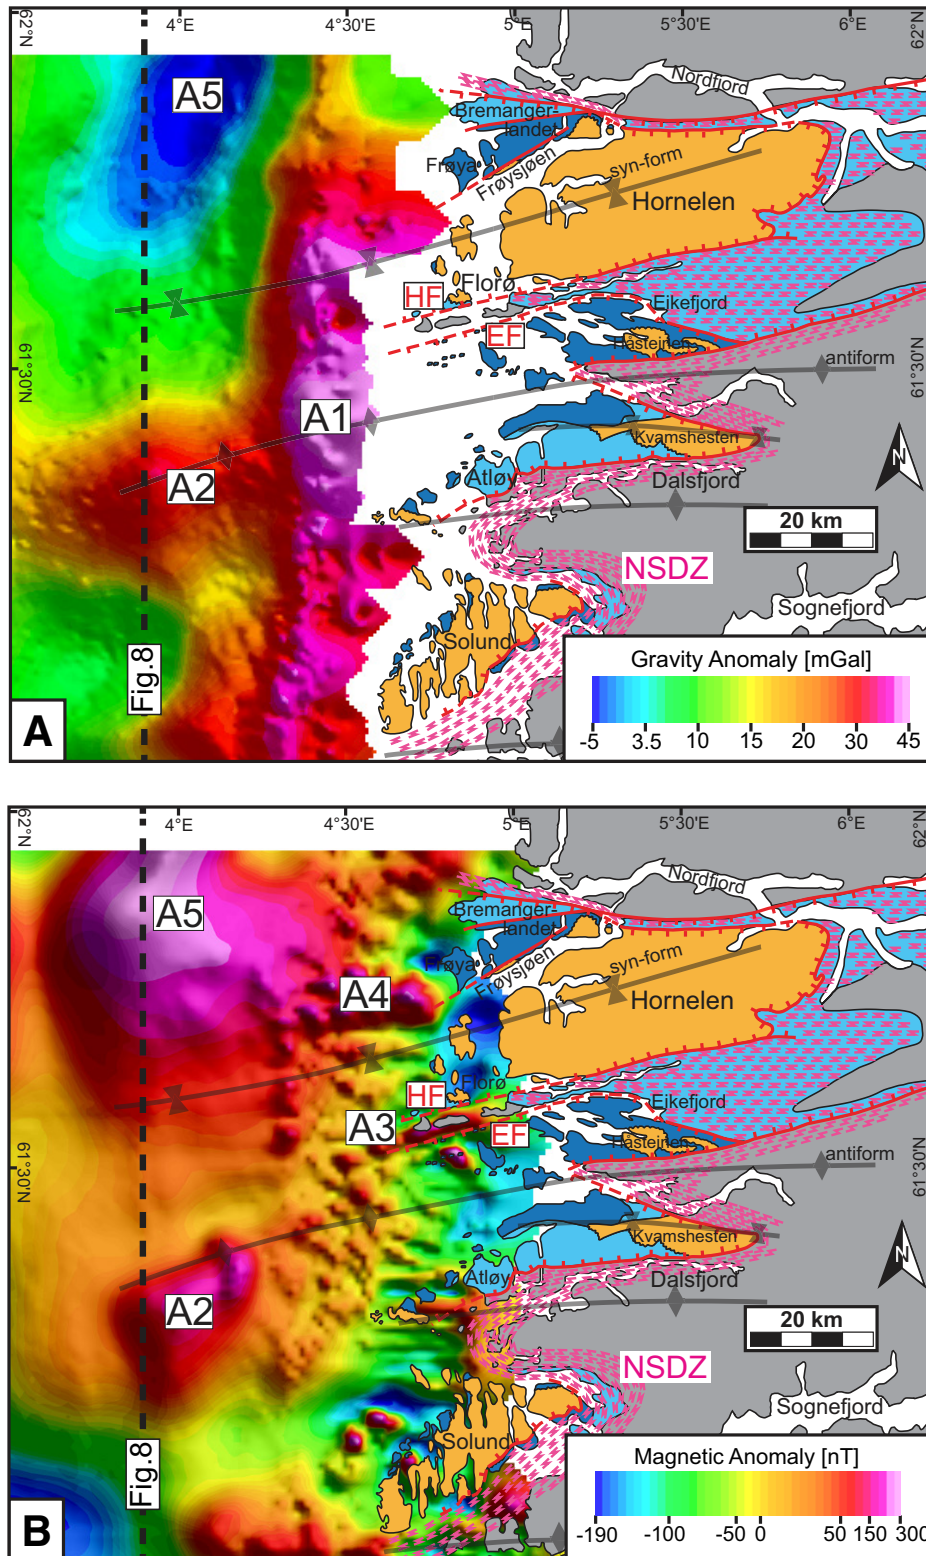 62°N
4°E
4°30'E
5°E
5°30'E
6°E
62°N
A5
Nordfjord
Bremanger-
landet
Frøya
Frøysjøen
syn-form
Hornelen
Florø
HF
Eikefjord
EF
Håsteinen
61°30'N
61°30'N
antiform
A1
Kvamshesten
A2
Atløy
Dalsfjord
N
20 km
NSDZ
Sognefjord
Solund
Fig.8
Gravity Anomaly [mGal]
-5 3.5 10 15 20 30 45
A
62°N
4°E
4°30'E
5°E
5°30'E
6°E
62°N
A5
Nordfjord
Bremanger-
landet
Frøya
Frøysjøen
syn-form
A4
Hornelen
Florø
HF
Eikefjord
A3
EF
Håsteinen
61°30'N
61°30'N
antiform
Kvamshesten
A2
Atløy
Dalsfjord
N
20 km
NSDZ
Sognefjord
Solund
Fig.8
Magnetic Anomaly [nT]
-190 -100 -50 0 50 150 300
B